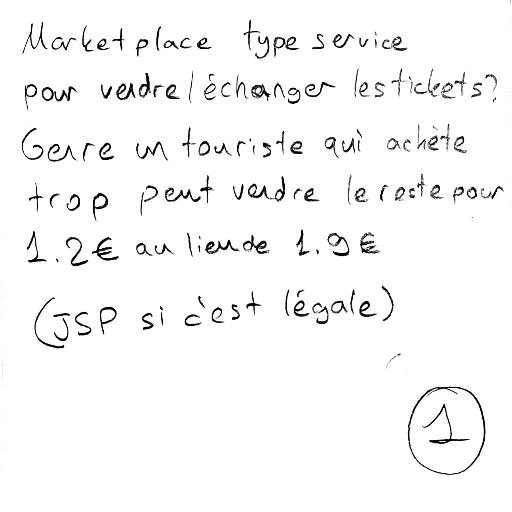 Marketplace type service
pour vendre/échanger les tickets?
Genre un touriste qui achète
trop peut vendre le reste pour
1.2€ au lieu de 1.9€
(JSP si c'est légale)
1